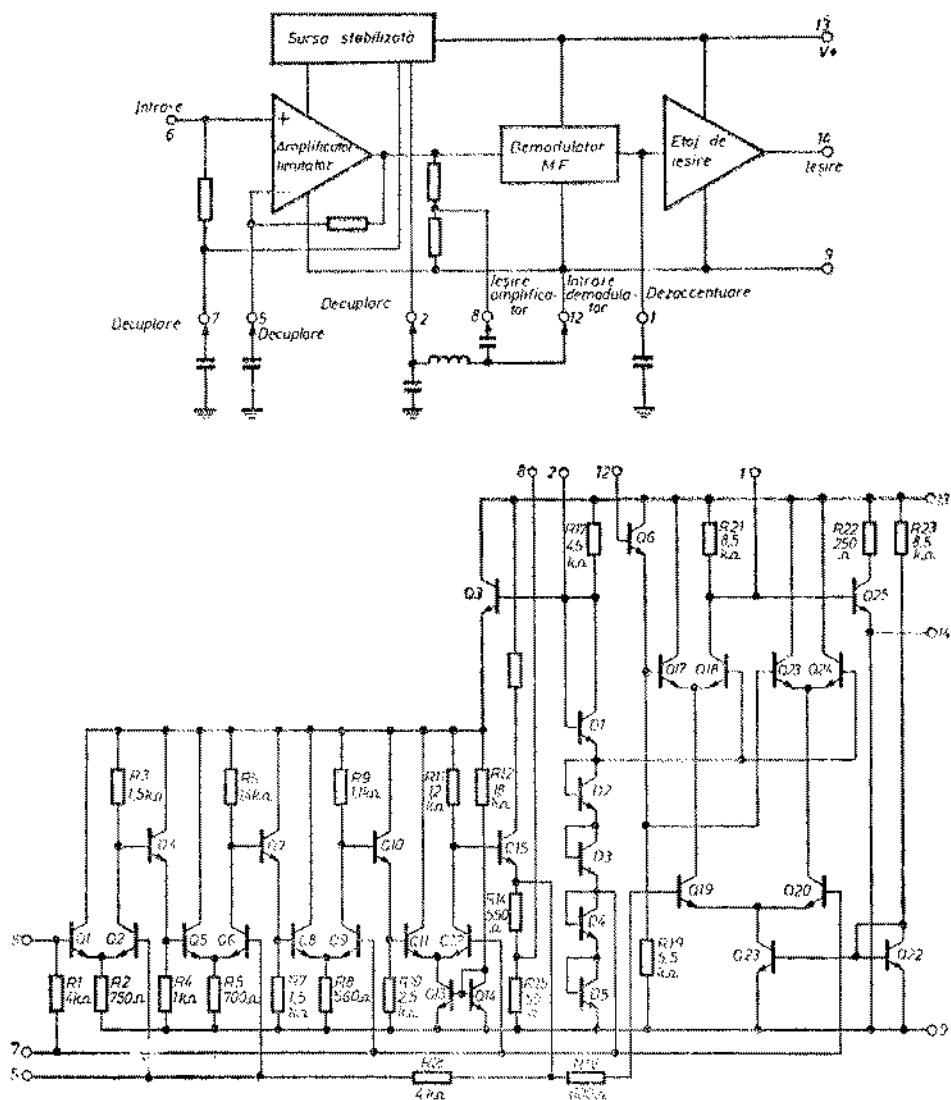 13
V+
Sursa stabilizată
Intrare
6
+
Amplificator
limitator
Demodulator
M.F.
Etaj de
ieșire
14
Ieșire
9
Ieșire
amplifica-
tor
Intrare
demodula-
tor
Dezaccentuare
Decuplare
Decuplare
7
5
Decuplare
2
8
12
1
8
2
12
1
13
R17
4,5
kΩ
Q6
R21
8,5
kΩ
R22
250
Ω
R23
8,5
kΩ
Q3
Q25
14
Q17
Q18
Q23
Q24
D1
D2
D3
D4
D5
R3
1,5kΩ
R9
1,1kΩ
R11
12
kΩ
R12
18
kΩ
Q4
Q7
Q10
Q15
R14
550
Ω
Q19
Q20
Q1
Q2
Q5
Q6
Q8
Q9
Q11
Q13
Q14
R1
4kΩ
R2
750Ω
R4
1kΩ
R5
700Ω
R7
1,5
kΩ
R8
560Ω
R10
2,5
kΩ
R15
50
Ω
R19
5,5
kΩ
Q23
Q22
9
7
5
4kΩ